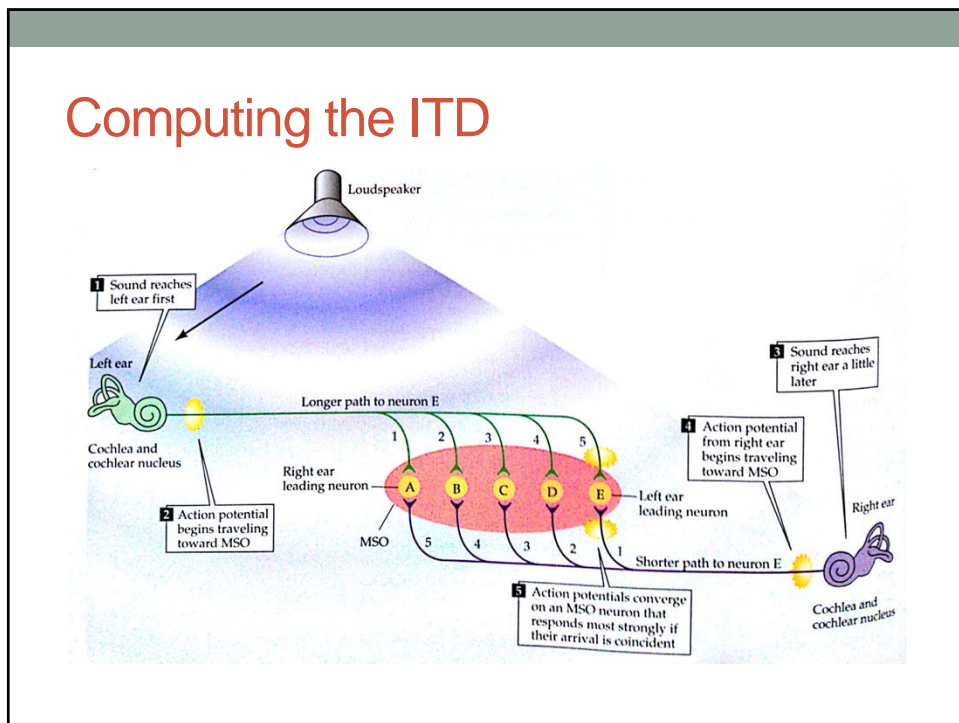 Computing the ITD
Loudspeaker
1 Sound reaches
left ear first
Left ear
3 Sound reaches
right ear a little
later
Longer path to neuron E
1 2 3 4 5
4 Action potential
from right ear
begins traveling
toward MSO
Cochlea and
cochlear nucleus
Right ear
leading neuron
A B C D E
Left ear
leading neuron
2 Action potential
begins traveling
toward MSO
MSO
Right ear
5 4 3 2 1
Shorter path to neuron E
5 Action potentials converge
on an MSO neuron that
responds most strongly if
their arrival is coincident
Cochlea and
cochlear nucleus